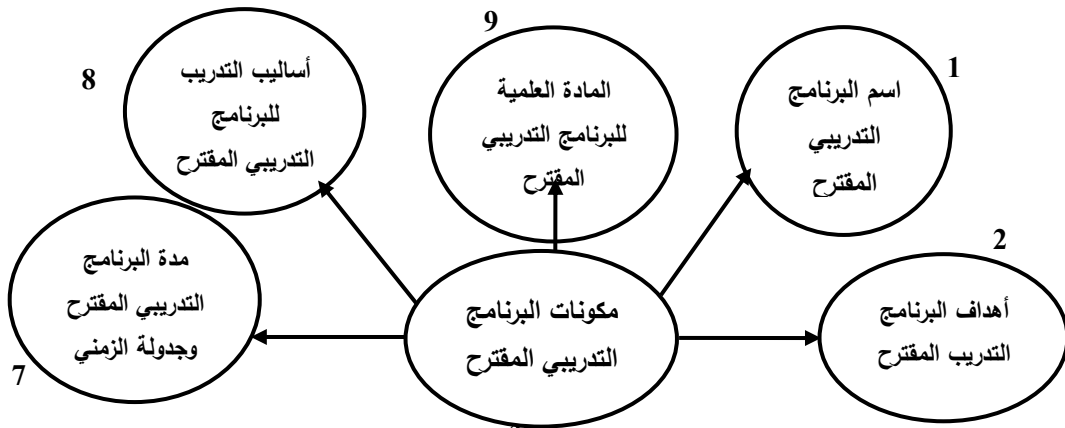 1
اسم البرنامج
التدريبي
المقترح
2
أهداف البرنامج
التدريب المقترح
9
المادة العلمية
للبرنامج التدريبي
المقترح
مكونات البرنامج
التدريبي المقترح
8
أساليب التدريب
للبرنامج
التدريبي المقترح
7
مدة البرنامج
التدريبي المقترح
وجدولة الزمني